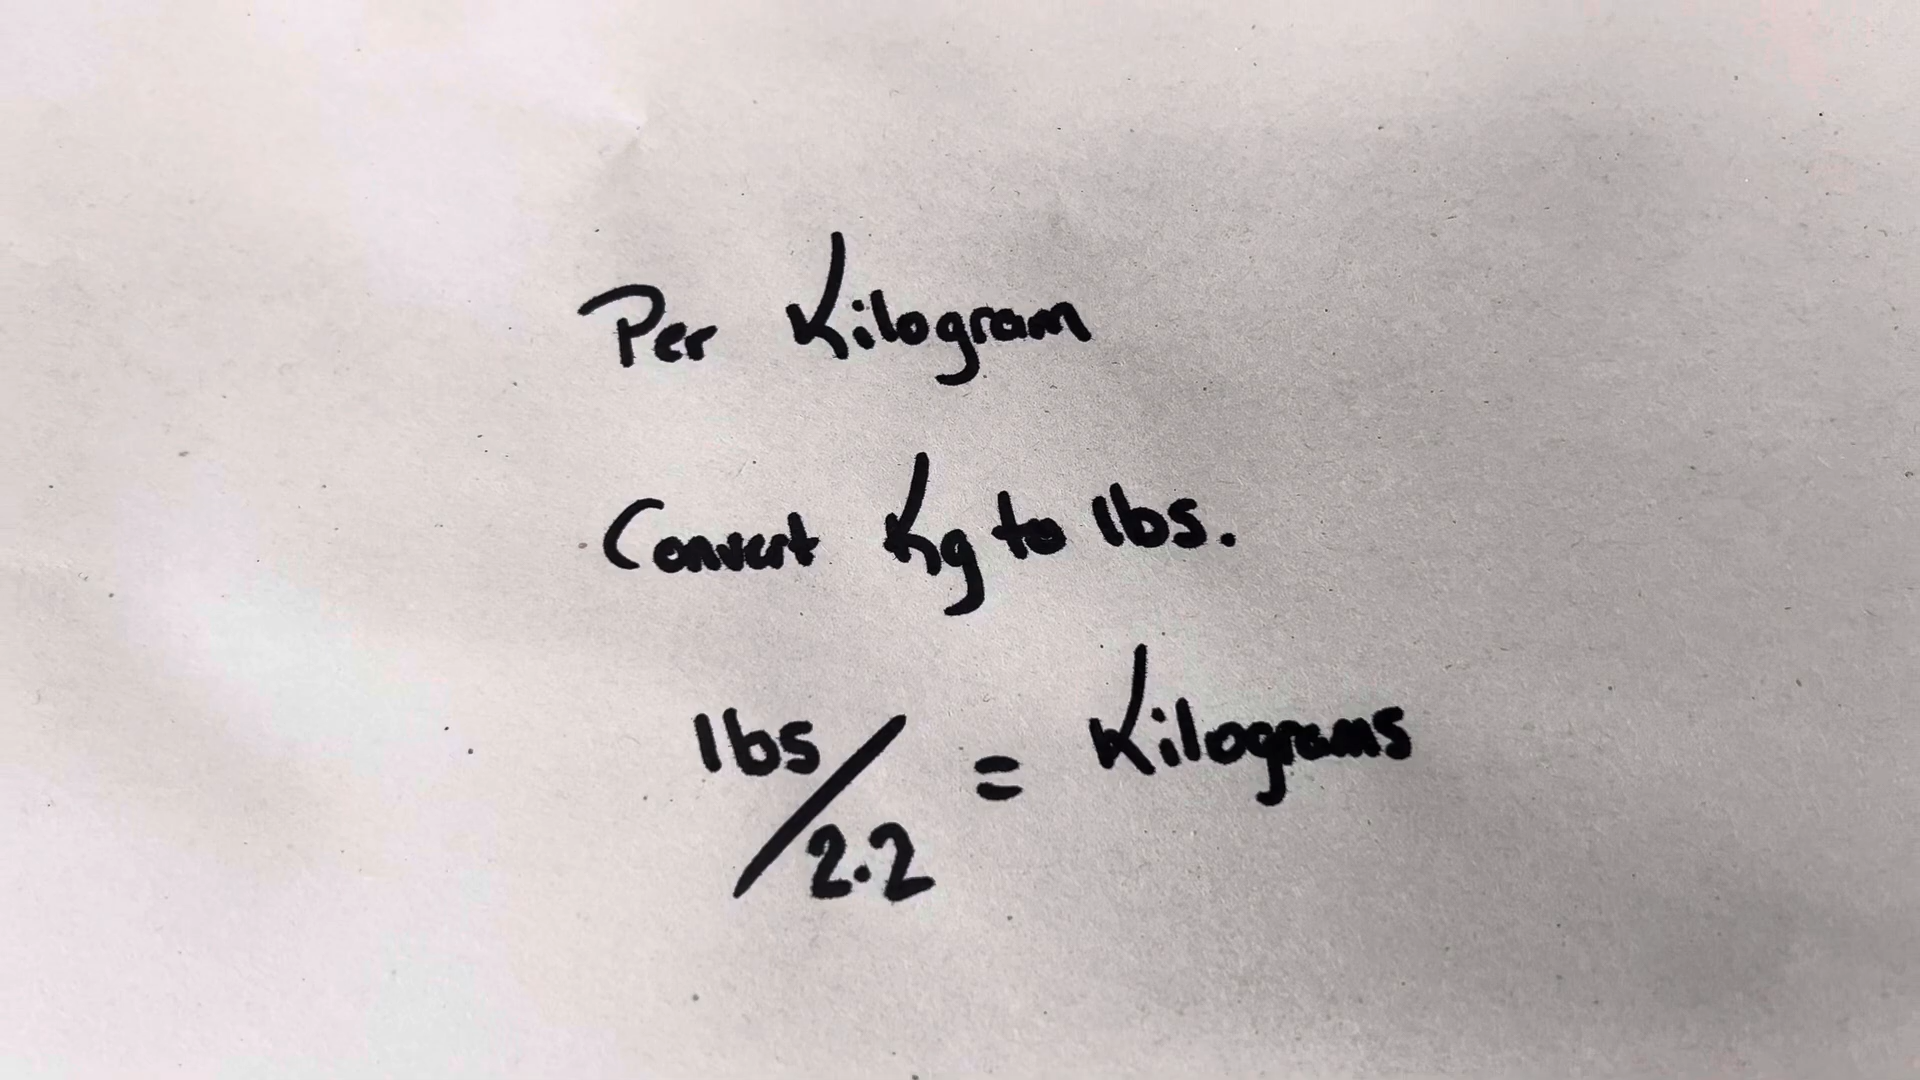 Per Kilogram
Convert Kg to lbs.
lbs/2.2 = Kilograms